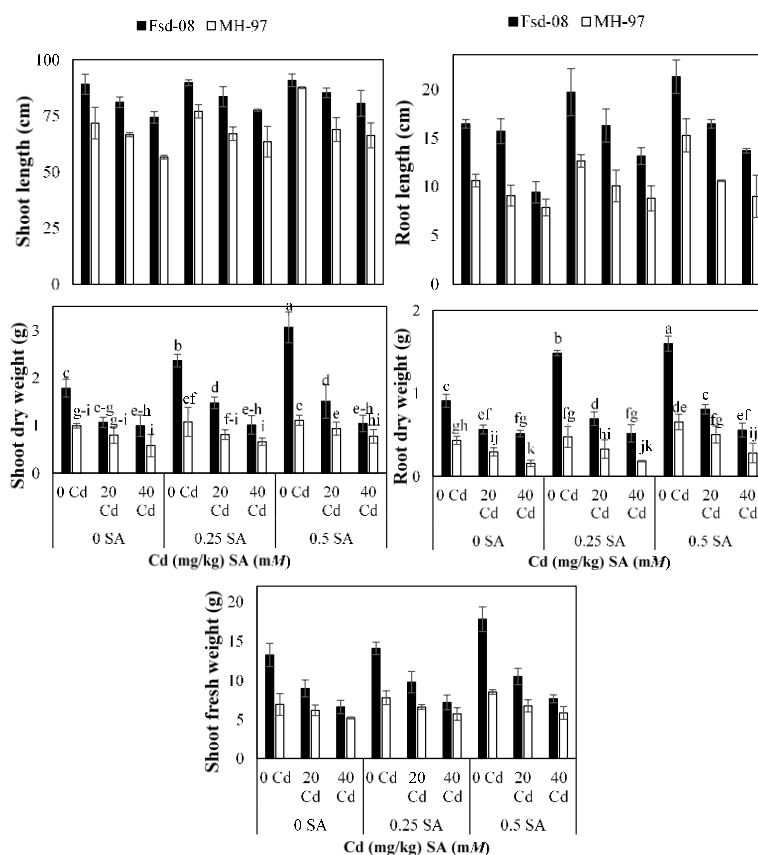 Fsd-08 MH-97
Shoot length (cm)
100
75
50
25
0
Fsd-08 MH-97
Root length (cm)
20
15
10
5
0
Shoot dry weight (g)
3
2
1
0
c g-i c-g g-i e-h i
b ef d f-i e-h i
a c d e e-h hi
0 Cd 20 Cd 40 Cd 0 Cd 20 Cd 40 Cd 0 Cd 20 Cd 40 Cd
0 SA 0.25 SA 0.5 SA
Cd (mg/kg) SA (mM)
Root dry weight (g)
2
1
0
c gh ef ij fg k
b fg d hi fg jk
a de c fg ef ij
0 Cd 20 Cd 40 Cd 0 Cd 20 Cd 40 Cd 0 Cd 20 Cd 40 Cd
0 SA 0.25 SA 0.5 SA
Cd (mg/kg) SA (mM)
Shoot fresh weight (g)
20
15
10
5
0
0 Cd 20 Cd 40 Cd 0 Cd 20 Cd 40 Cd 0 Cd 20 Cd 40 Cd
0 SA 0.25 SA 0.5 SA
Cd (mg/kg) SA (mM)